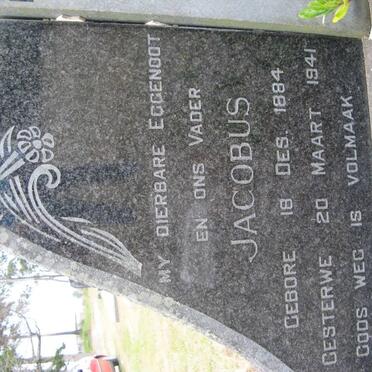 MY DIERBARE EGGENOOT
EN ONS VADER
JACOBUS
GEBORE 18 DES. 1884
GESTERWE 20 MAART 1941
GODS WEG IS VOLMAAK